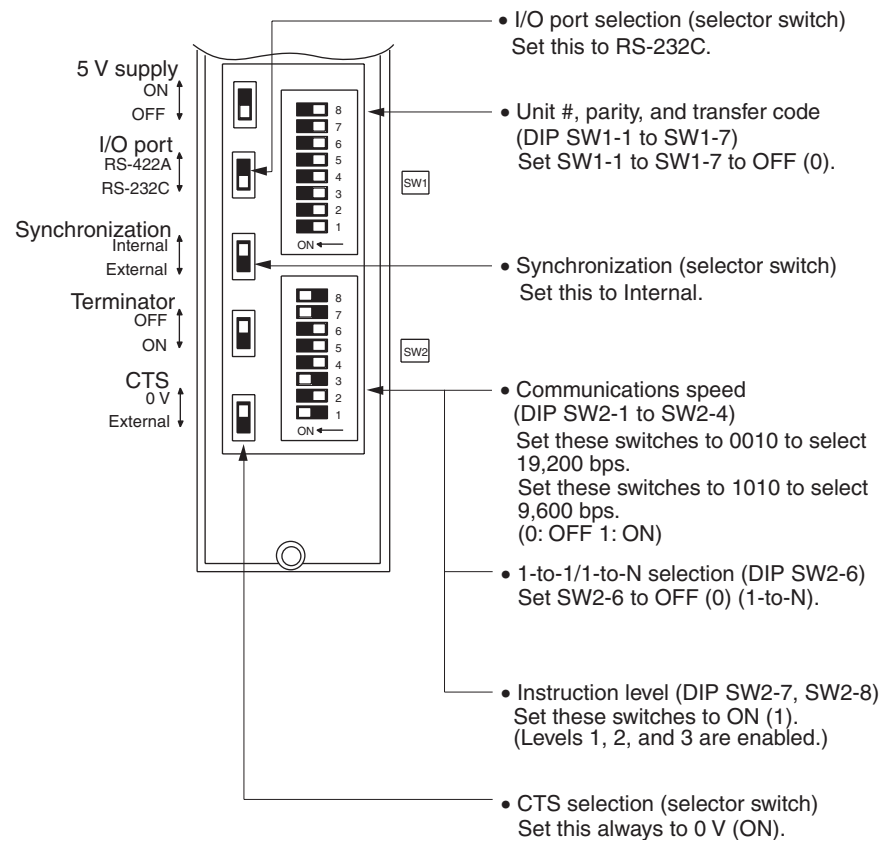 5 V supply
ON
OFF
I/O port
RS-422A
RS-232C
Synchronization
Internal
External
Terminator
OFF
ON
CTS
0 V
External
8
7
6
5
4
3
2
1
ON
SW1
8
7
6
5
4
3
2
1
ON
SW2
• I/O port selection (selector switch)
Set this to RS-232C.
• Unit #, parity, and transfer code
(DIP SW1-1 to SW1-7)
Set SW1-1 to SW1-7 to OFF (0).
• Synchronization (selector switch)
Set this to Internal.
• Communications speed
(DIP SW2-1 to SW2-4)
Set these switches to 0010 to select
19,200 bps.
Set these switches to 1010 to select
9,600 bps.
(0: OFF 1: ON)
• 1-to-1/1-to-N selection (DIP SW2-6)
Set SW2-6 to OFF (0) (1-to-N).
• Instruction level (DIP SW2-7, SW2-8)
Set these switches to ON (1).
(Levels 1, 2, and 3 are enabled.)
• CTS selection (selector switch)
Set this always to 0 V (ON).